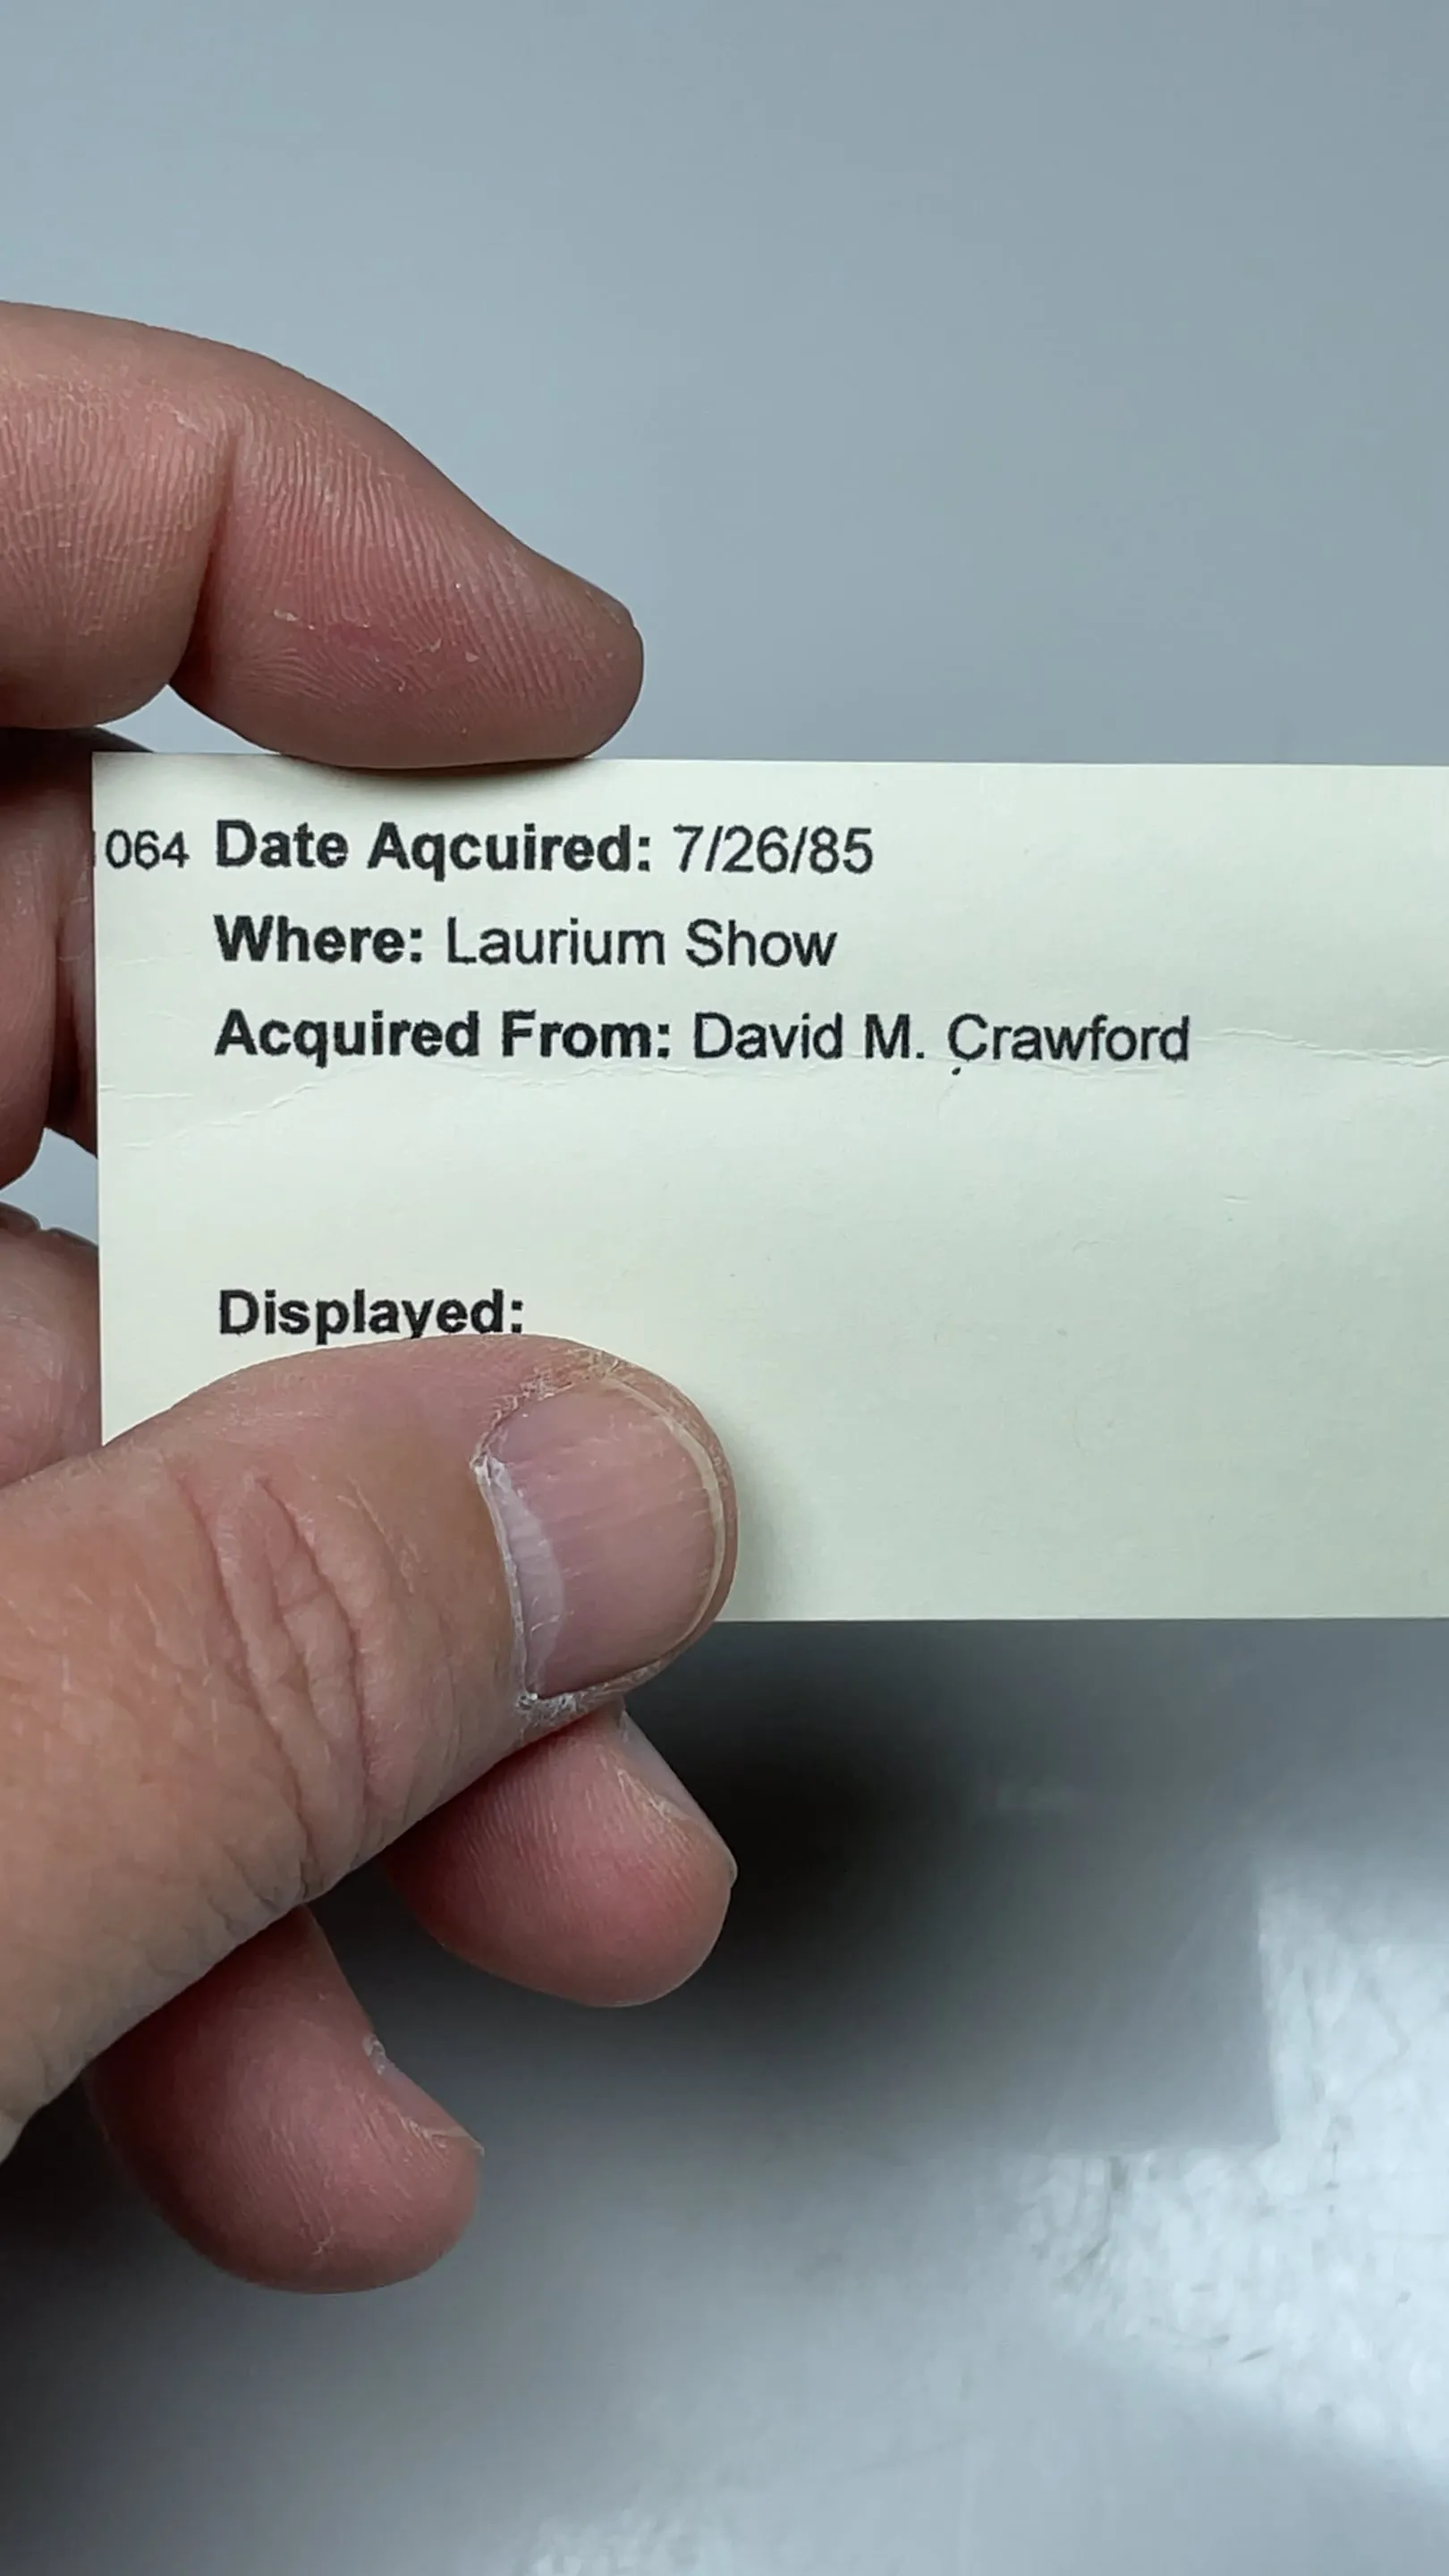 064 Date Aqcuired: 7/26/85
Where: Laurium Show
Acquired From: David M. Crawford
Displayed: